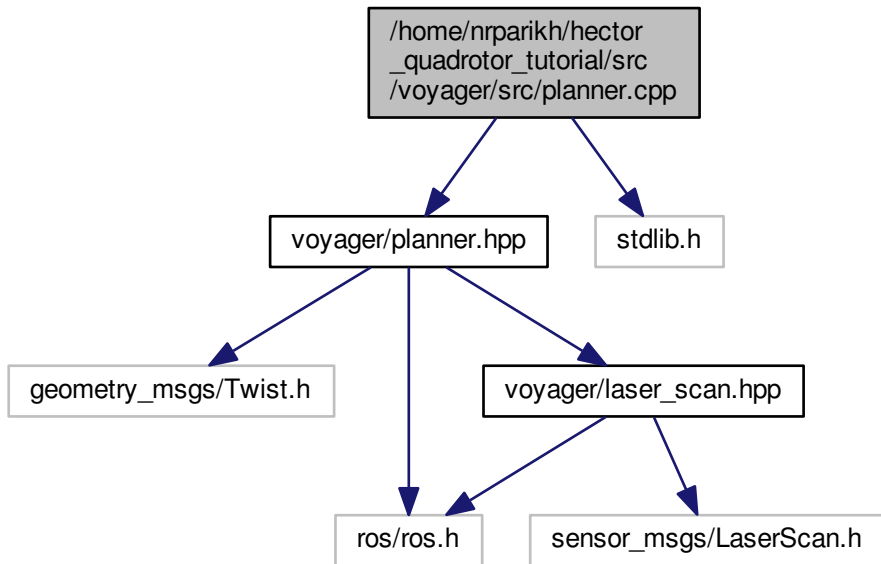 /home/nrparikh/hector
_quadrotor_tutorial/src
/voyager/src/planner.cpp
voyager/planner.hpp
stdlib.h
geometry_msgs/Twist.h
voyager/laser_scan.hpp
ros/ros.h
sensor_msgs/LaserScan.h